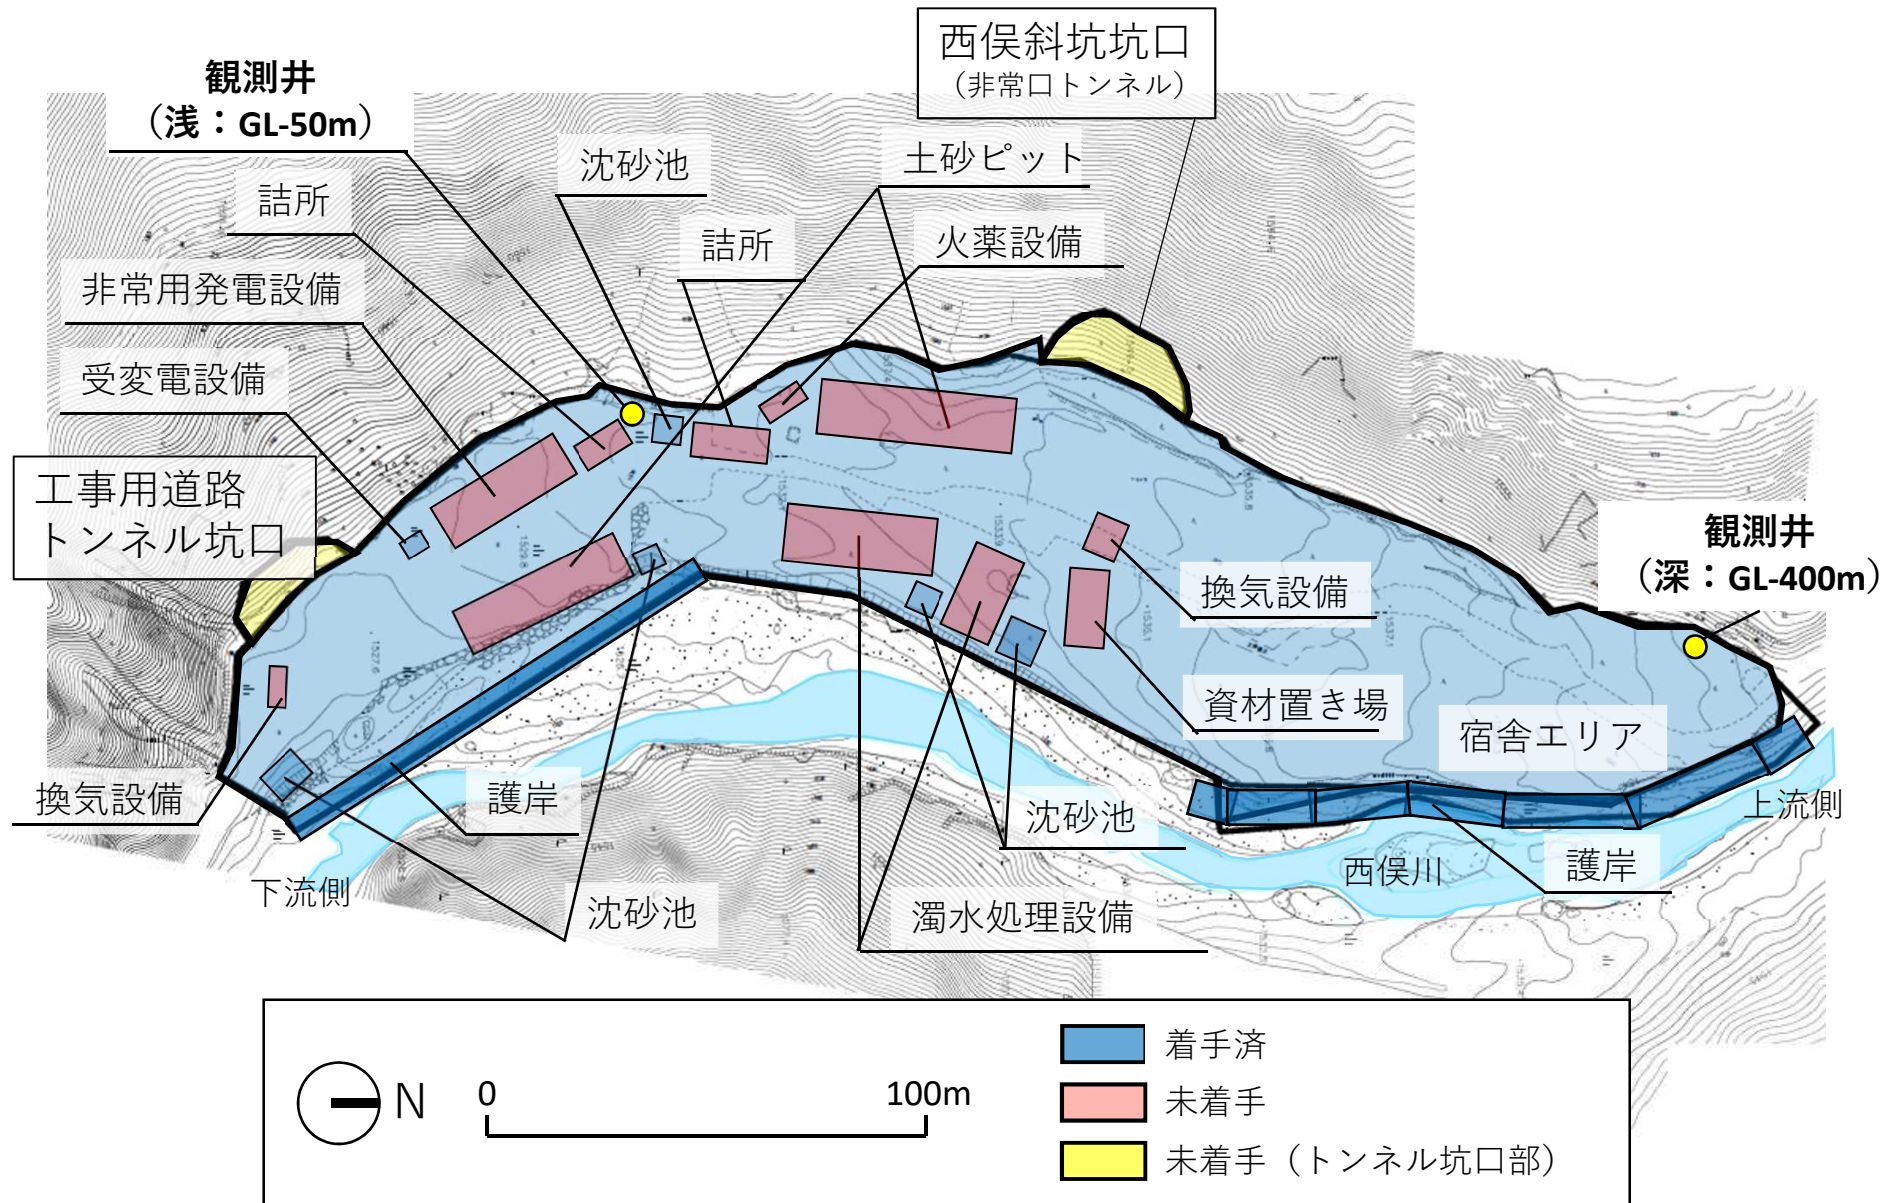 西俣斜坑坑口
（非常口トンネル）
観測井
（浅：GL-50m）
沈砂池
土砂ピット
詰所
詰所
火薬設備
非常用発電設備
受変電設備
工事用道路
トンネル坑口
観測井
（深：GL-400m）
換気設備
資材置き場
宿舎エリア
換気設備
護岸
沈砂池
上流側
西俣川
護岸
下流側
沈砂池
濁水処理設備
N
0
100m
着手済
未着手
未着手（トンネル坑口部）